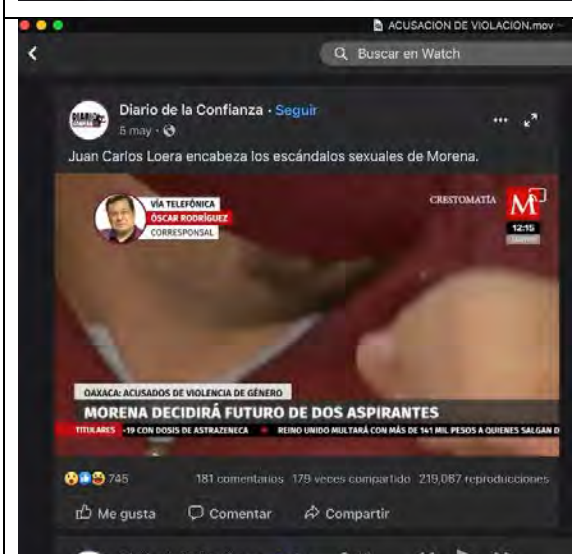 ACUSACION DE VIOLACION.mov
Buscar en Watch
Diario de la Confianza · Seguir
5 may ·
Juan Carlos Loera encabeza los escándalos sexuales de Morena.
VÍA TELEFÓNICA
ÓSCAR RODRÍGUEZ
CORRESPONSAL
CRESTOMATÍA
M
12:15
OAXACA: ACUSADOS DE VIOLENCIA DE GÉNERO
MORENA DECIDIRÁ FUTURO DE DOS ASPIRANTES
TITULARES -19 CON DOSIS DE ASTRAZENECA REINO UNIDO MULTARÁ CON MÁS DE 141 MIL PESOS A QUIENES SALGAN D
745 181 comentarios 179 veces compartido 219,067 reproducciones
Me gusta Comentar Compartir